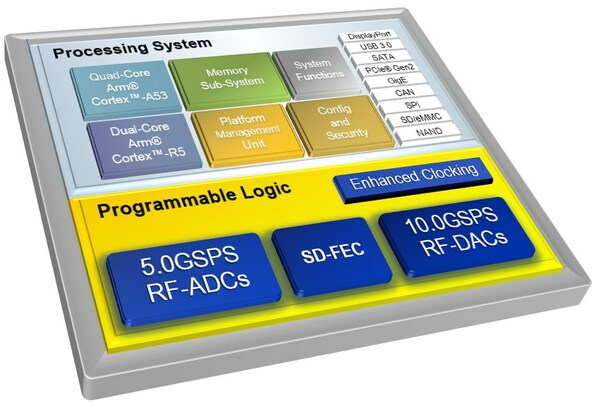 Processing System
Quad-Core
Arm®
Cortex™-A53
Memory
Sub-System
System
Functions
Dual-Core
Arm®
Cortex™-R5
Platform
Management
Unit
Config
and
Security
DisplayPort
USB 3.0
SATA
PCIe® Gen2
GigE
CAN
SPI
SD/eMMC
NAND
Programmable Logic
Enhanced Clocking
5.0GSPS
RF-ADCs
SD-FEC
10.0GSPS
RF-DACs